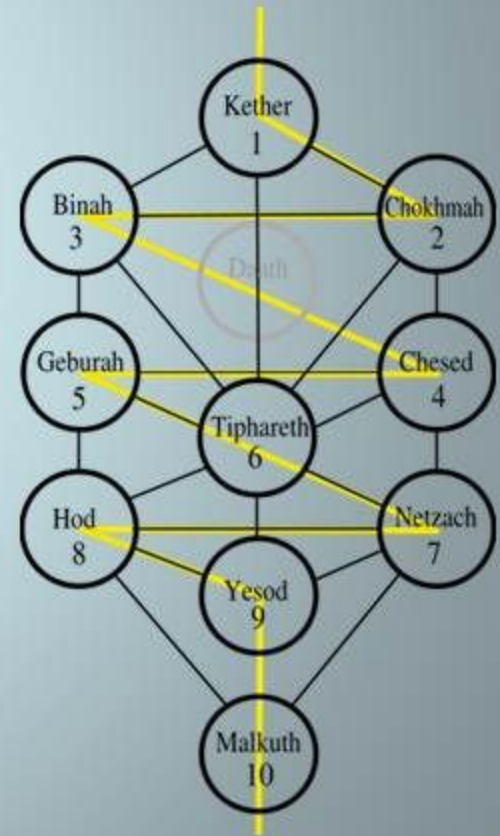 Kether
1
Binah
3
Chokhmah
2
Daath
Geburah
5
Chesed
4
Tiphareth
6
Hod
8
Netzach
7
Yesod
9
Malkuth
10